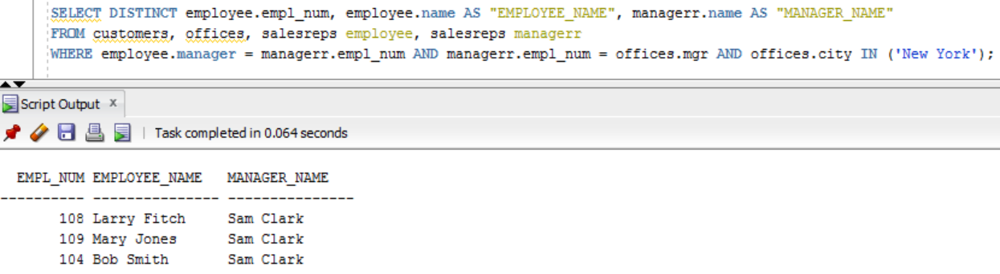 SELECT DISTINCT employee.empl_num, employee.name AS "EMPLOYEE_NAME", managerr.name AS "MANAGER_NAME"
FROM customers, offices, salesreps employee, salesreps managerr
WHERE employee.manager = managerr.empl_num AND managerr.empl_num = offices.mgr AND offices.city IN ('New York');
Script Output x
Task completed in 0.064 seconds
EMPL_NUM EMPLOYEE_NAME MANAGER_NAME
---------- --------------- ---------------
108 Larry Fitch Sam Clark
109 Mary Jones Sam Clark
104 Bob Smith Sam Clark